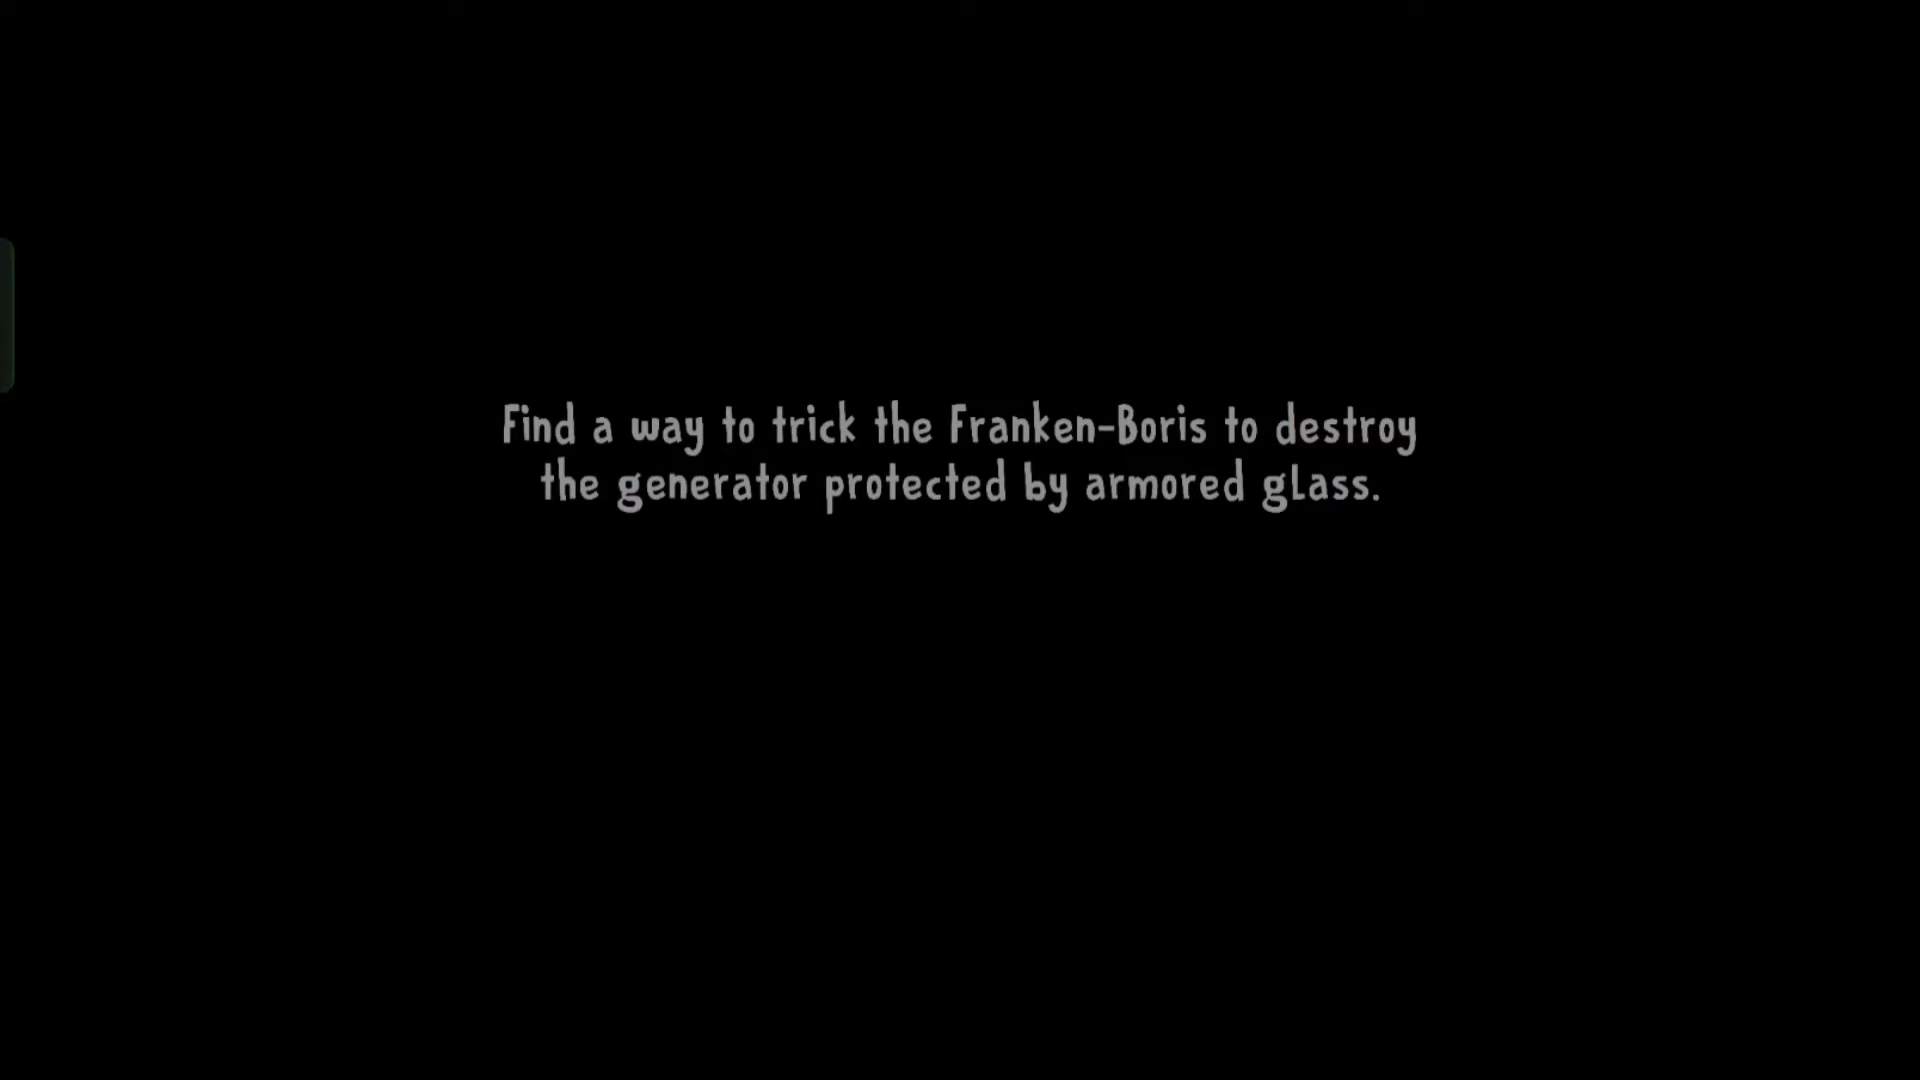 Find a way to trick the Franken-Boris to destroy
the generator protected by armored glass.